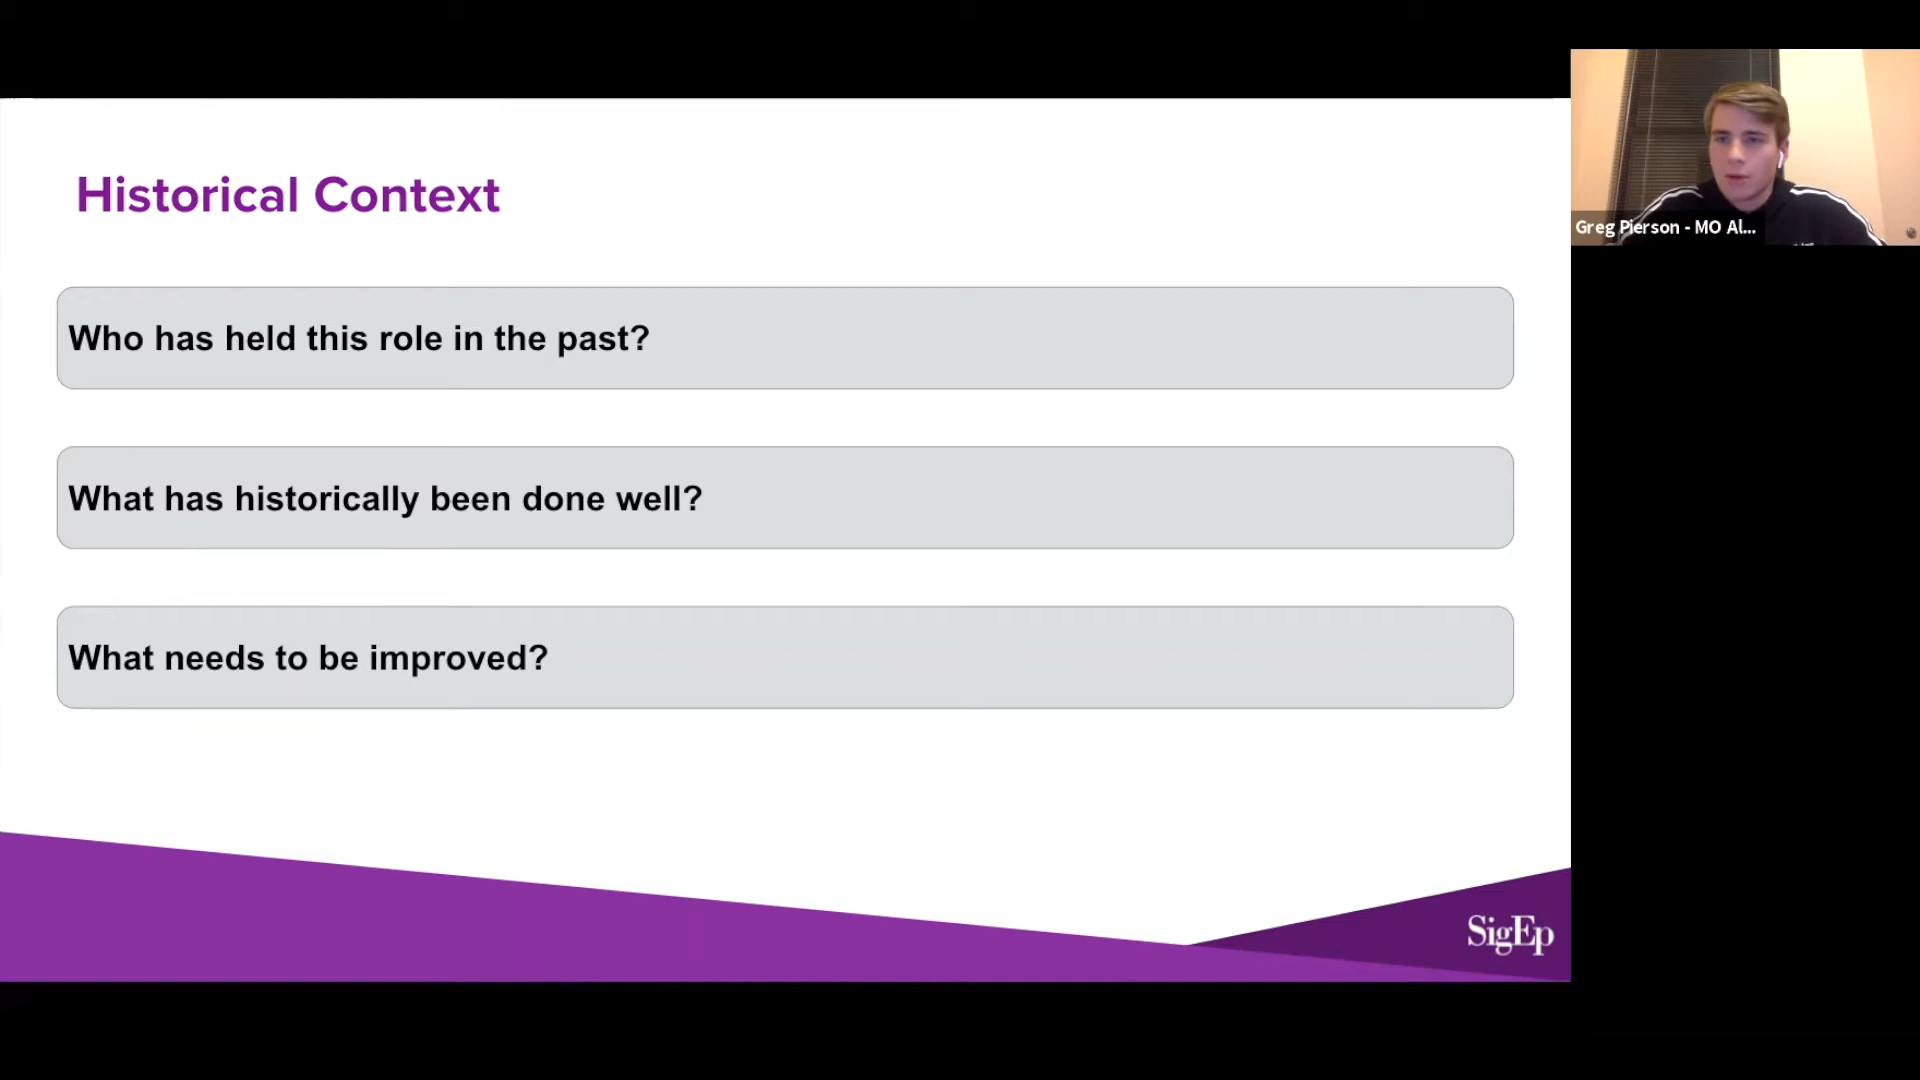 Historical Context
Who has held this role in the past?
What has historically been done well?
What needs to be improved?
SigEp
Greg Pierson - MO Al...